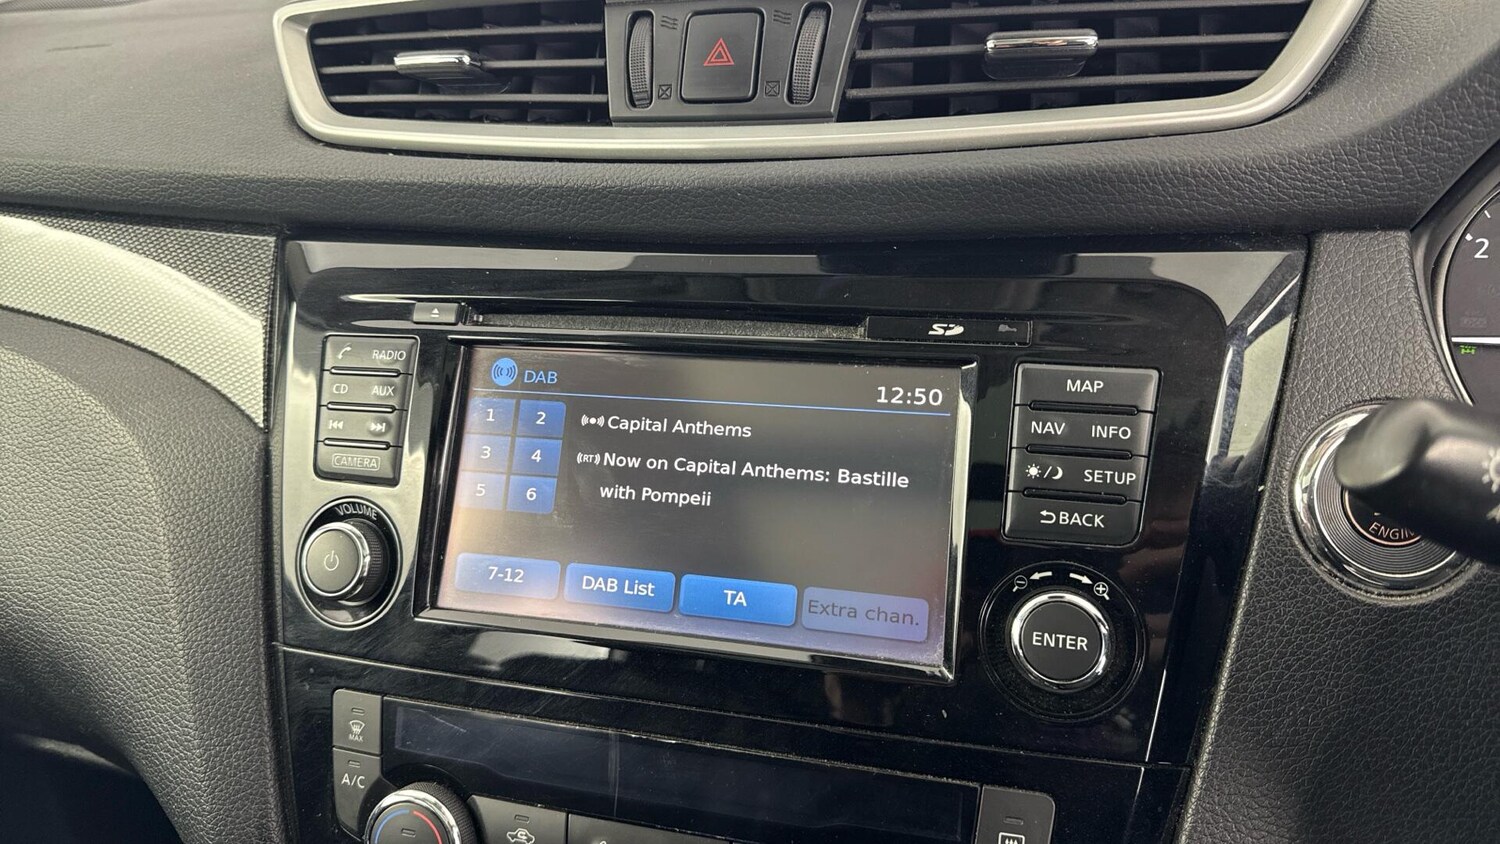 2
SD
RADIO
CD AUX
CAMERA
VOLUME
DAB
12:50
1 2
3 4
5 6
Capital Anthems
(RT) Now on Capital Anthems: Bastille
with Pompeii
7-12
DAB List
TA
Extra chan.
MAP
NAV INFO
SETUP
BACK
ENTER
MAX
A/C